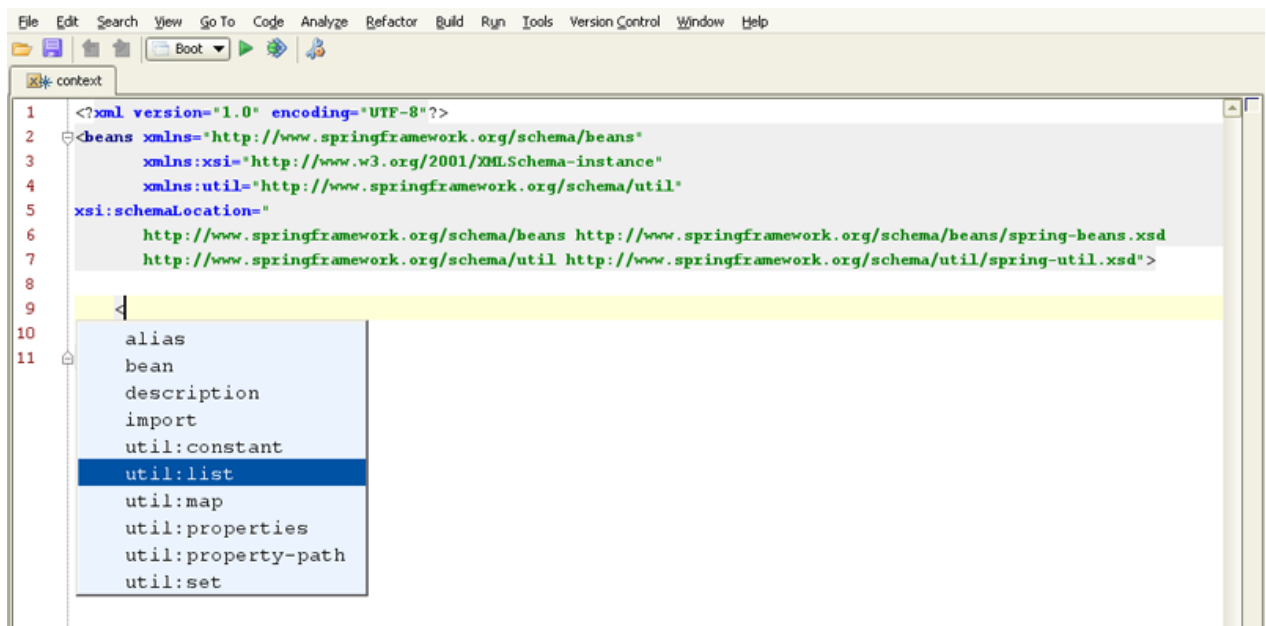 File Edit Search View Go To Code Analyze Refactor Build Run Tools Version Control Window Help
Boot
context
1 <?xml version="1.0" encoding="UTF-8"?>
2 <beans xmlns="http://www.springframework.org/schema/beans"
3 xmlns:xsi="http://www.w3.org/2001/XMLSchema-instance"
4 xmlns:util="http://www.springframework.org/schema/util"
5 xsi:schemaLocation="
6 http://www.springframework.org/schema/beans http://www.springframework.org/schema/beans/spring-beans.xsd
7 http://www.springframework.org/schema/util http://www.springframework.org/schema/util/spring-util.xsd">
8
9 <
10
11
alias
bean
description
import
util:constant
util:list
util:map
util:properties
util:property-path
util:set